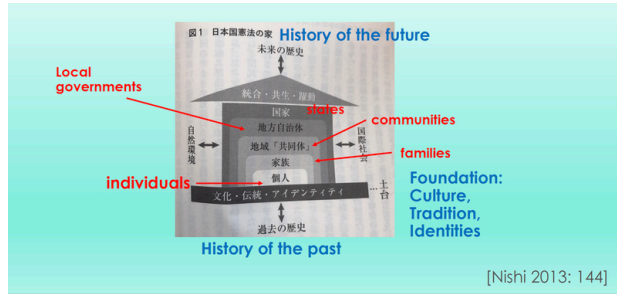 図1 日本国憲法の家
History of the future
未来の歴史
Local
governments
統合・共生・躍動
国家
states
地方自治体
communities
自然環境
地域「共同体」
国際社会
家族
families
個人
individuals
文化・伝統・アイデンティティ
…土台
Foundation:
Culture,
Tradition,
Identities
過去の歴史
History of the past
[Nishi 2013: 144]